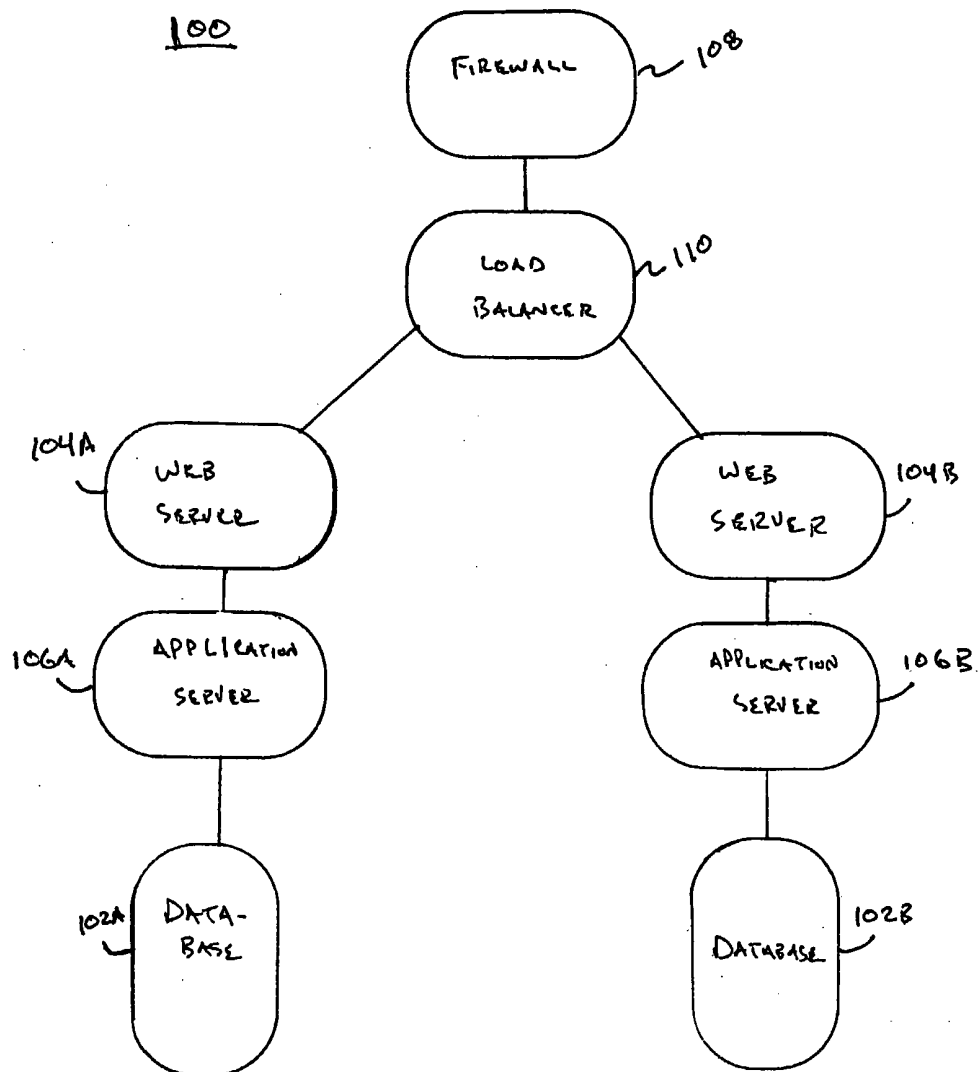 100
FIREWALL
108
LOAD
BALANCER
110
104A
WEB
SERVER
WEB
SERVER
104B
106A
APPLICATION
SERVER
APPLICATION
SERVER
106B
102A
DATA-
BASE
DATABASE
102B